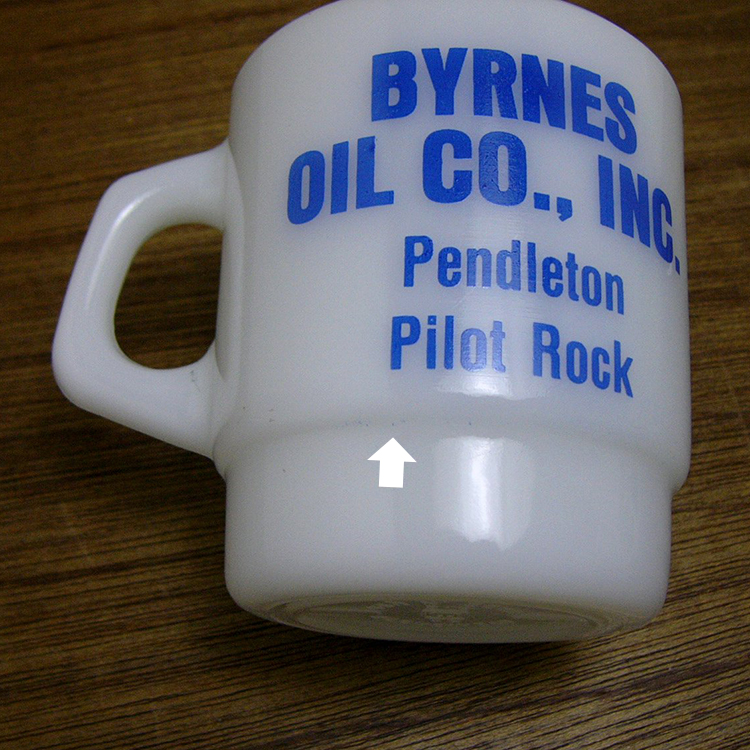 BYRNES
OIL CO., INC.
Pendleton
Pilot Rock